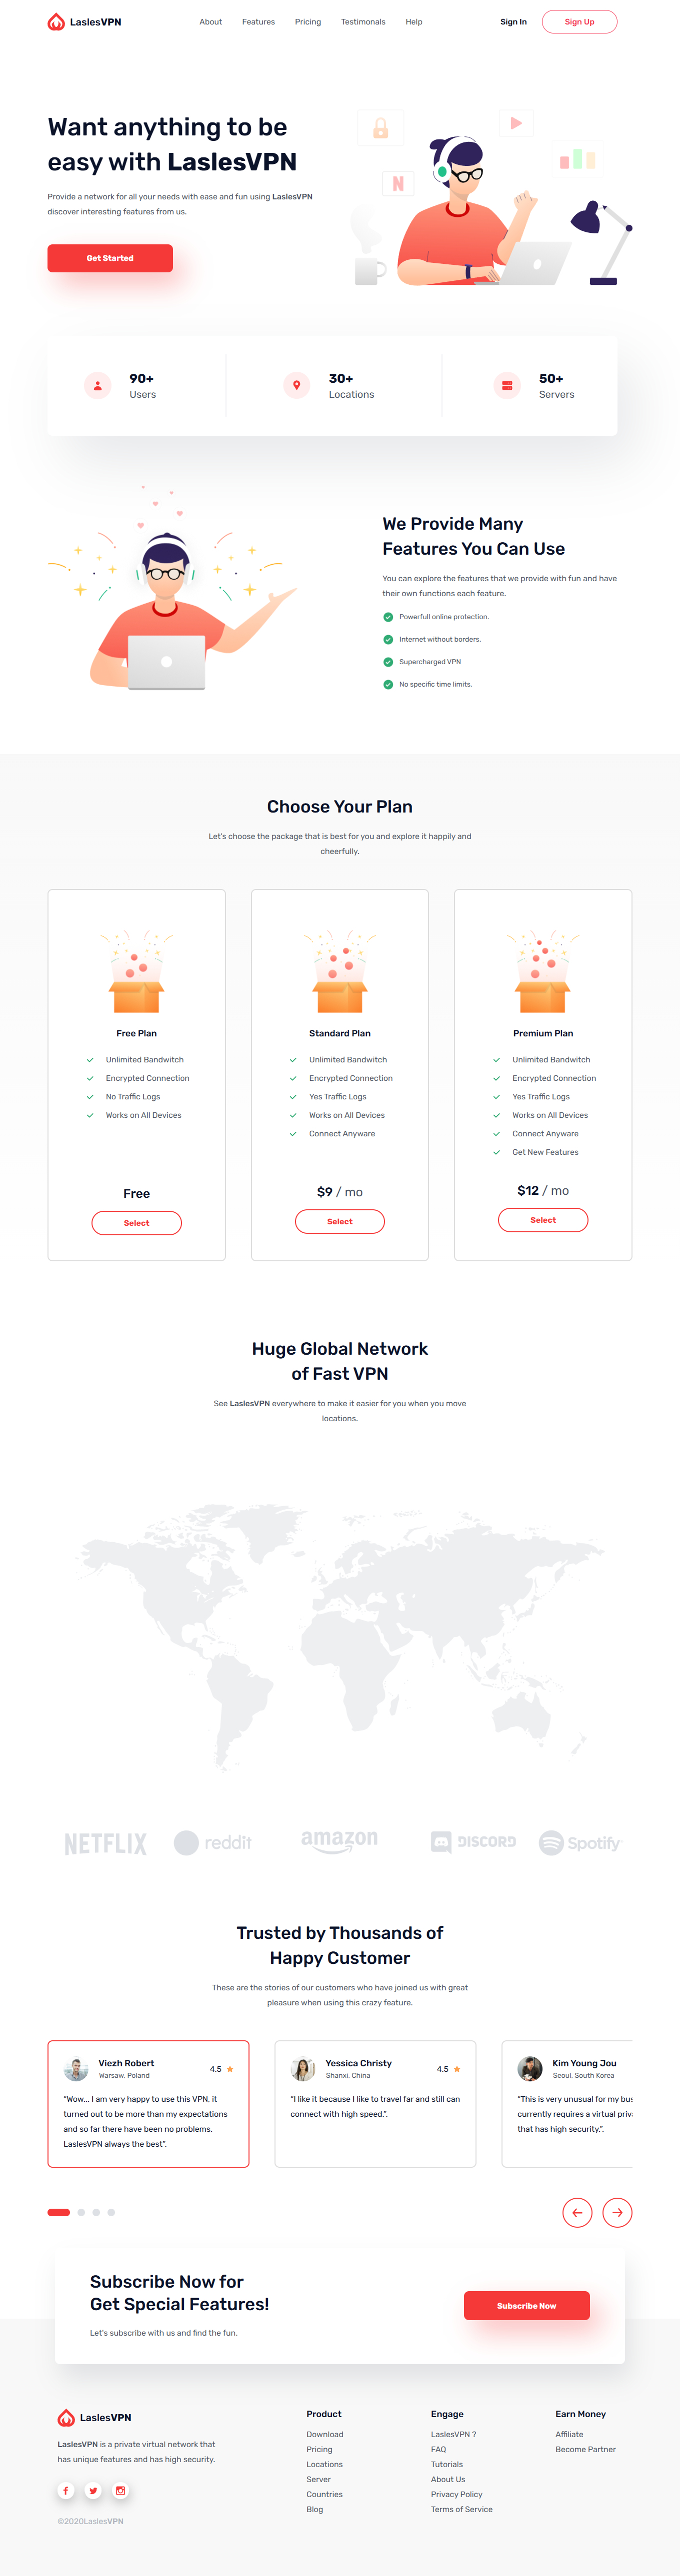 LaslesVPN
About Features Pricing Testimonials Help
Sign In
Sign Up
Want anything to be
easy with LaslesVPN
Provide a network for all your needs with ease and fun using LaslesVPN
discover interesting features from us.
Get Started
N
90+
Users
30+
Locations
50+
Servers
We Provide Many
Features You Can Use
You can explore the features that we provide with fun and have
their own functions each feature.
Powerfull online protection.
Internet without borders.
Supercharged VPN
No specific time limits.
Choose Your Plan
Let's choose the package that is best for you and explore it happily and
cheerfully.
Free Plan
Unlimited Bandwitch
Encrypted Connection
No Traffic Logs
Works on All Devices
Free
Select
Standard Plan
Unlimited Bandwitch
Encrypted Connection
Yes Traffic Logs
Works on All Devices
Connect Anyware
$9 / mo
Select
Premium Plan
Unlimited Bandwitch
Encrypted Connection
Yes Traffic Logs
Works on All Devices
Connect Anyware
Get New Features
$12 / mo
Select
Huge Global Network
of Fast VPN
See LaslesVPN everywhere to make it easier for you when you move
locations.
NETFLIX
reddit
amazon
DISCORD
Spotify
Trusted by Thousands of
Happy Customer
These are the stories of our customers who have joined us with great
pleasure when using this crazy feature.
Viezh Robert
Warsaw, Poland
4.5
“Wow... I am very happy to use this VPN, it
turned out to be more than my expectations
and so far there have been no problems.
LaslesVPN always the best”.
Yessica Christy
Shanxi, China
4.5
“I like it because I like to travel far and still can
connect with high speed.”.
Kim Young Jou
Seoul, South Korea
“This is very unusual for my bus
currently requires a virtual priv
that has high security.”.
Subscribe Now for
Get Special Features!
Let's subscribe with us and find the fun.
Subscribe Now
LaslesVPN
LaslesVPN is a private virtual network that
has unique features and has high security.
©2020LaslesVPN
Product
Download
Pricing
Locations
Server
Countries
Blog
Engage
LaslesVPN ?
FAQ
Tutorials
About Us
Privacy Policy
Terms of Service
Earn Money
Affiliate
Become Partner